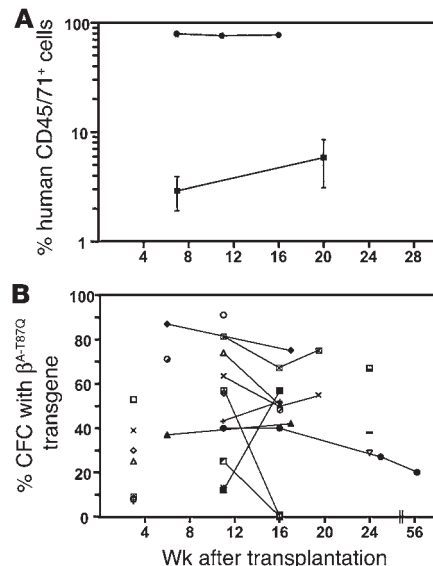 A
% human CD45/71+ cells
100
10
1
4 8 12 16 20 24 28
B
% CFC with βA-T87Q
transgene
100
80
60
40
20
0
4 8 12 16 20 24 56
Wk after transplantation